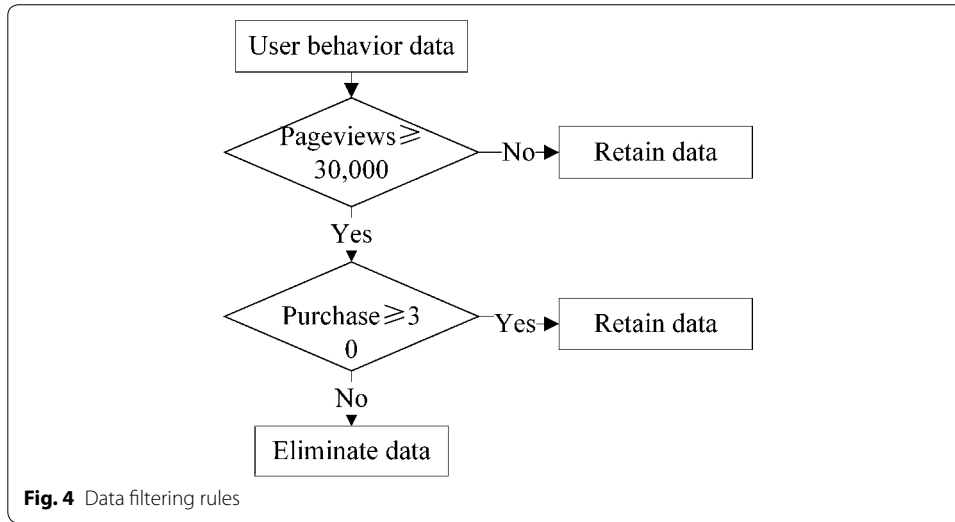 User behavior data
Pageviews⩾
30,000
No
Retain data
Yes
Purchase⩾3
0
Yes
Retain data
No
Eliminate data
Fig. 4 Data filtering rules